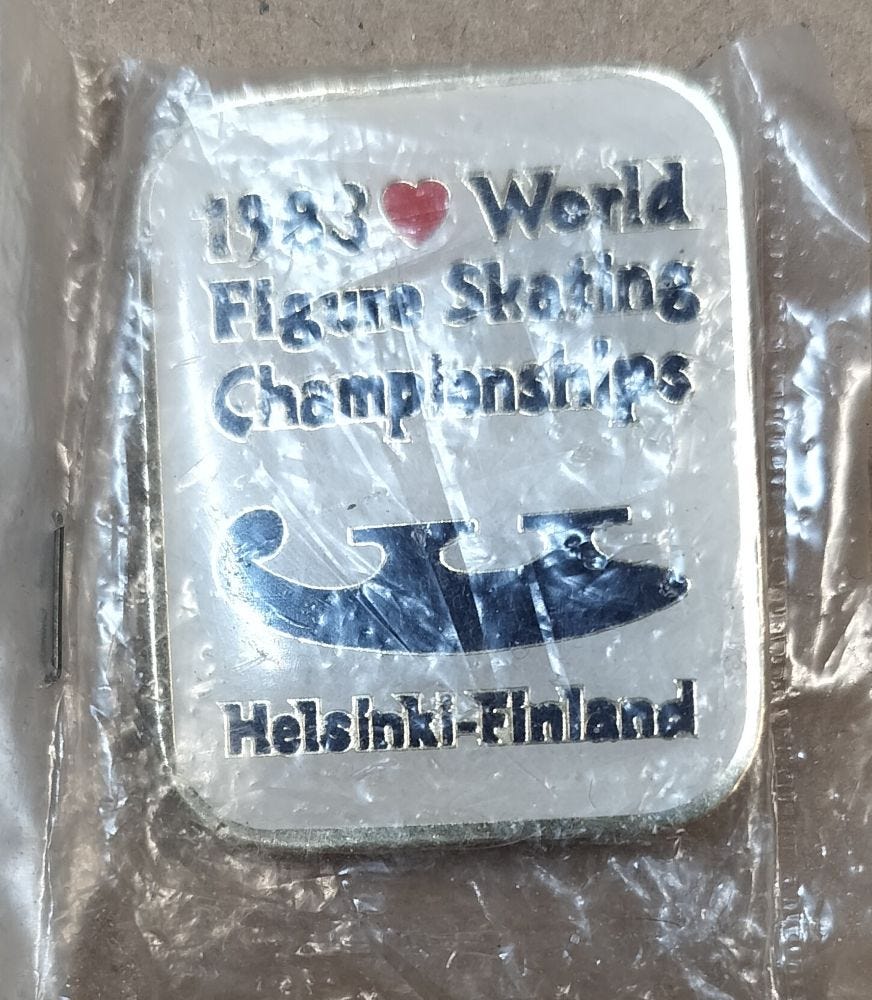 1983 World
Figure Skating
Championships
Helsinki-Finland